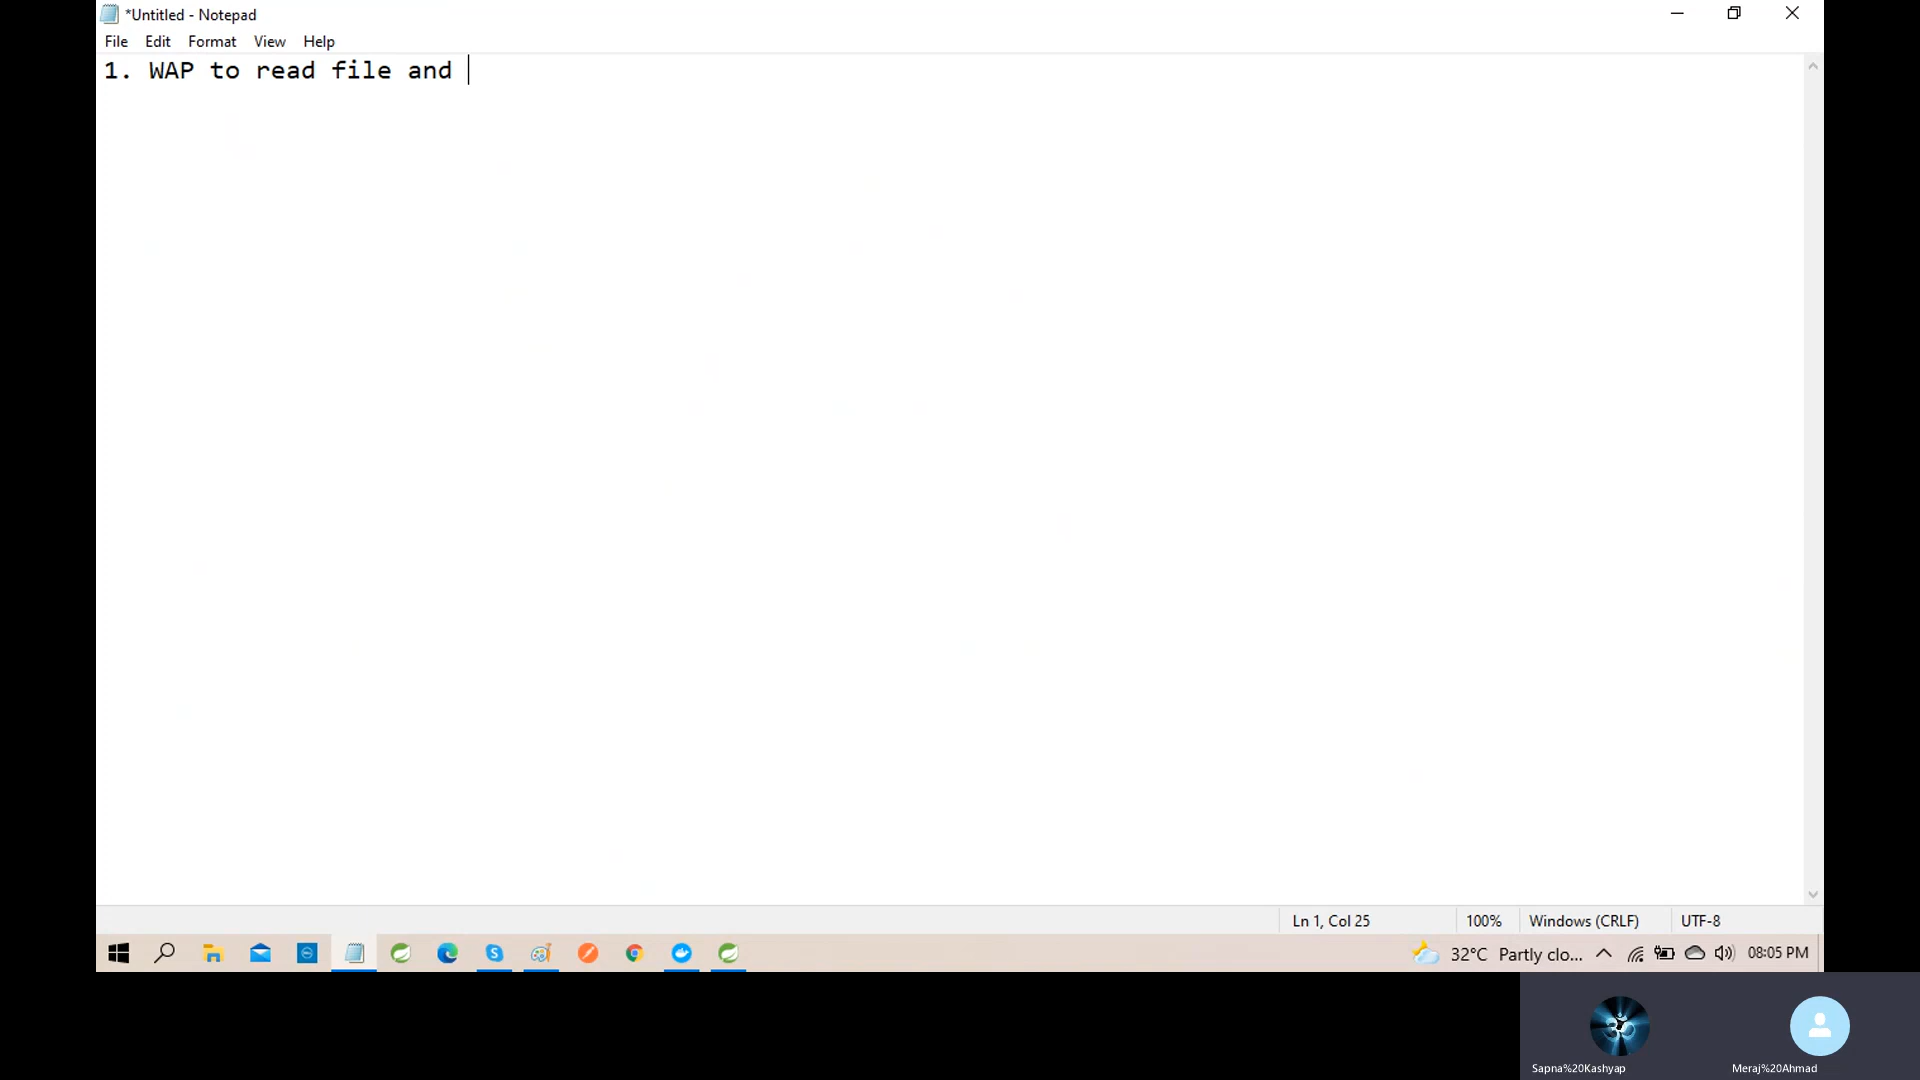 *Untitled - Notepad
File Edit Format View Help
1. WAP to read file and
Ln 1, Col 25 100% Windows (CRLF) UTF-8
32°C Partly clo... 08:05 PM
Sapna%20Kashyap Meraj%20Ahmad